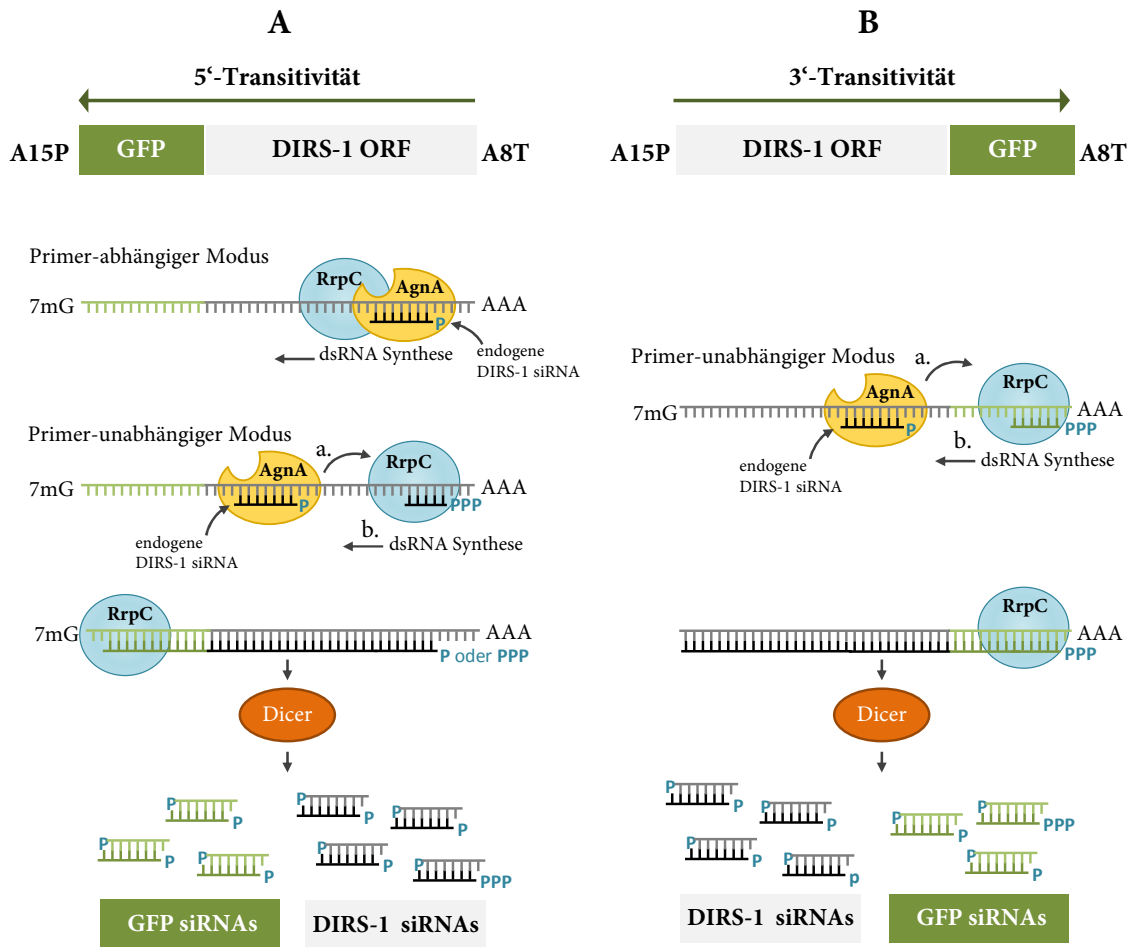 A
5‘-Transitivität
A15P GFP DIRS-1 ORF A8T
Primer-abhängiger Modus
RrpC
AgnA
7mG AAA
P
dsRNA Synthese
endogene
DIRS-1 siRNA
Primer-unabhängiger Modus
a.
AgnA
RrpC
7mG AAA
P
PPP
b.
dsRNA Synthese
endogene
DIRS-1 siRNA
RrpC
7mG AAA
P oder PPP
Dicer
P P
P P
P P
P P
P P
P P
P PPP
GFP siRNAs
DIRS-1 siRNAs
B
3‘-Transitivität
A15P DIRS-1 ORF GFP A8T
Primer-unabhängiger Modus
a.
AgnA
RrpC
7mG AAA
P
PPP
b.
dsRNA Synthese
endogene
DIRS-1 siRNA
RrpC
AAA
PPP
Dicer
P P
P P
P P
P p
P P
P PPP
P P
DIRS-1 siRNAs
GFP siRNAs